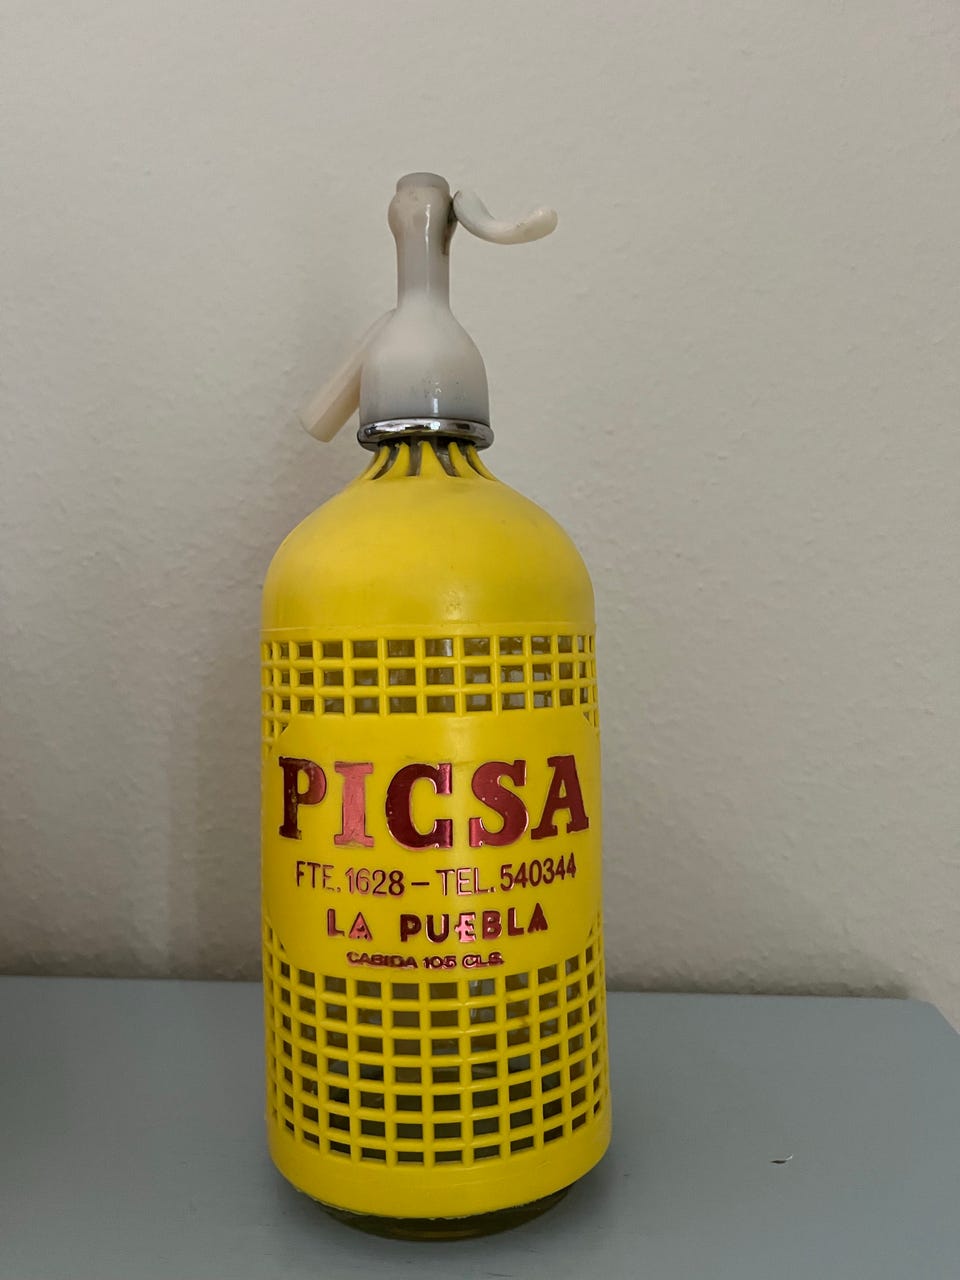 PICSA
FTE. 1628 - TEL. 540344
LA PUEBLA
CABIDA 105 CLS.